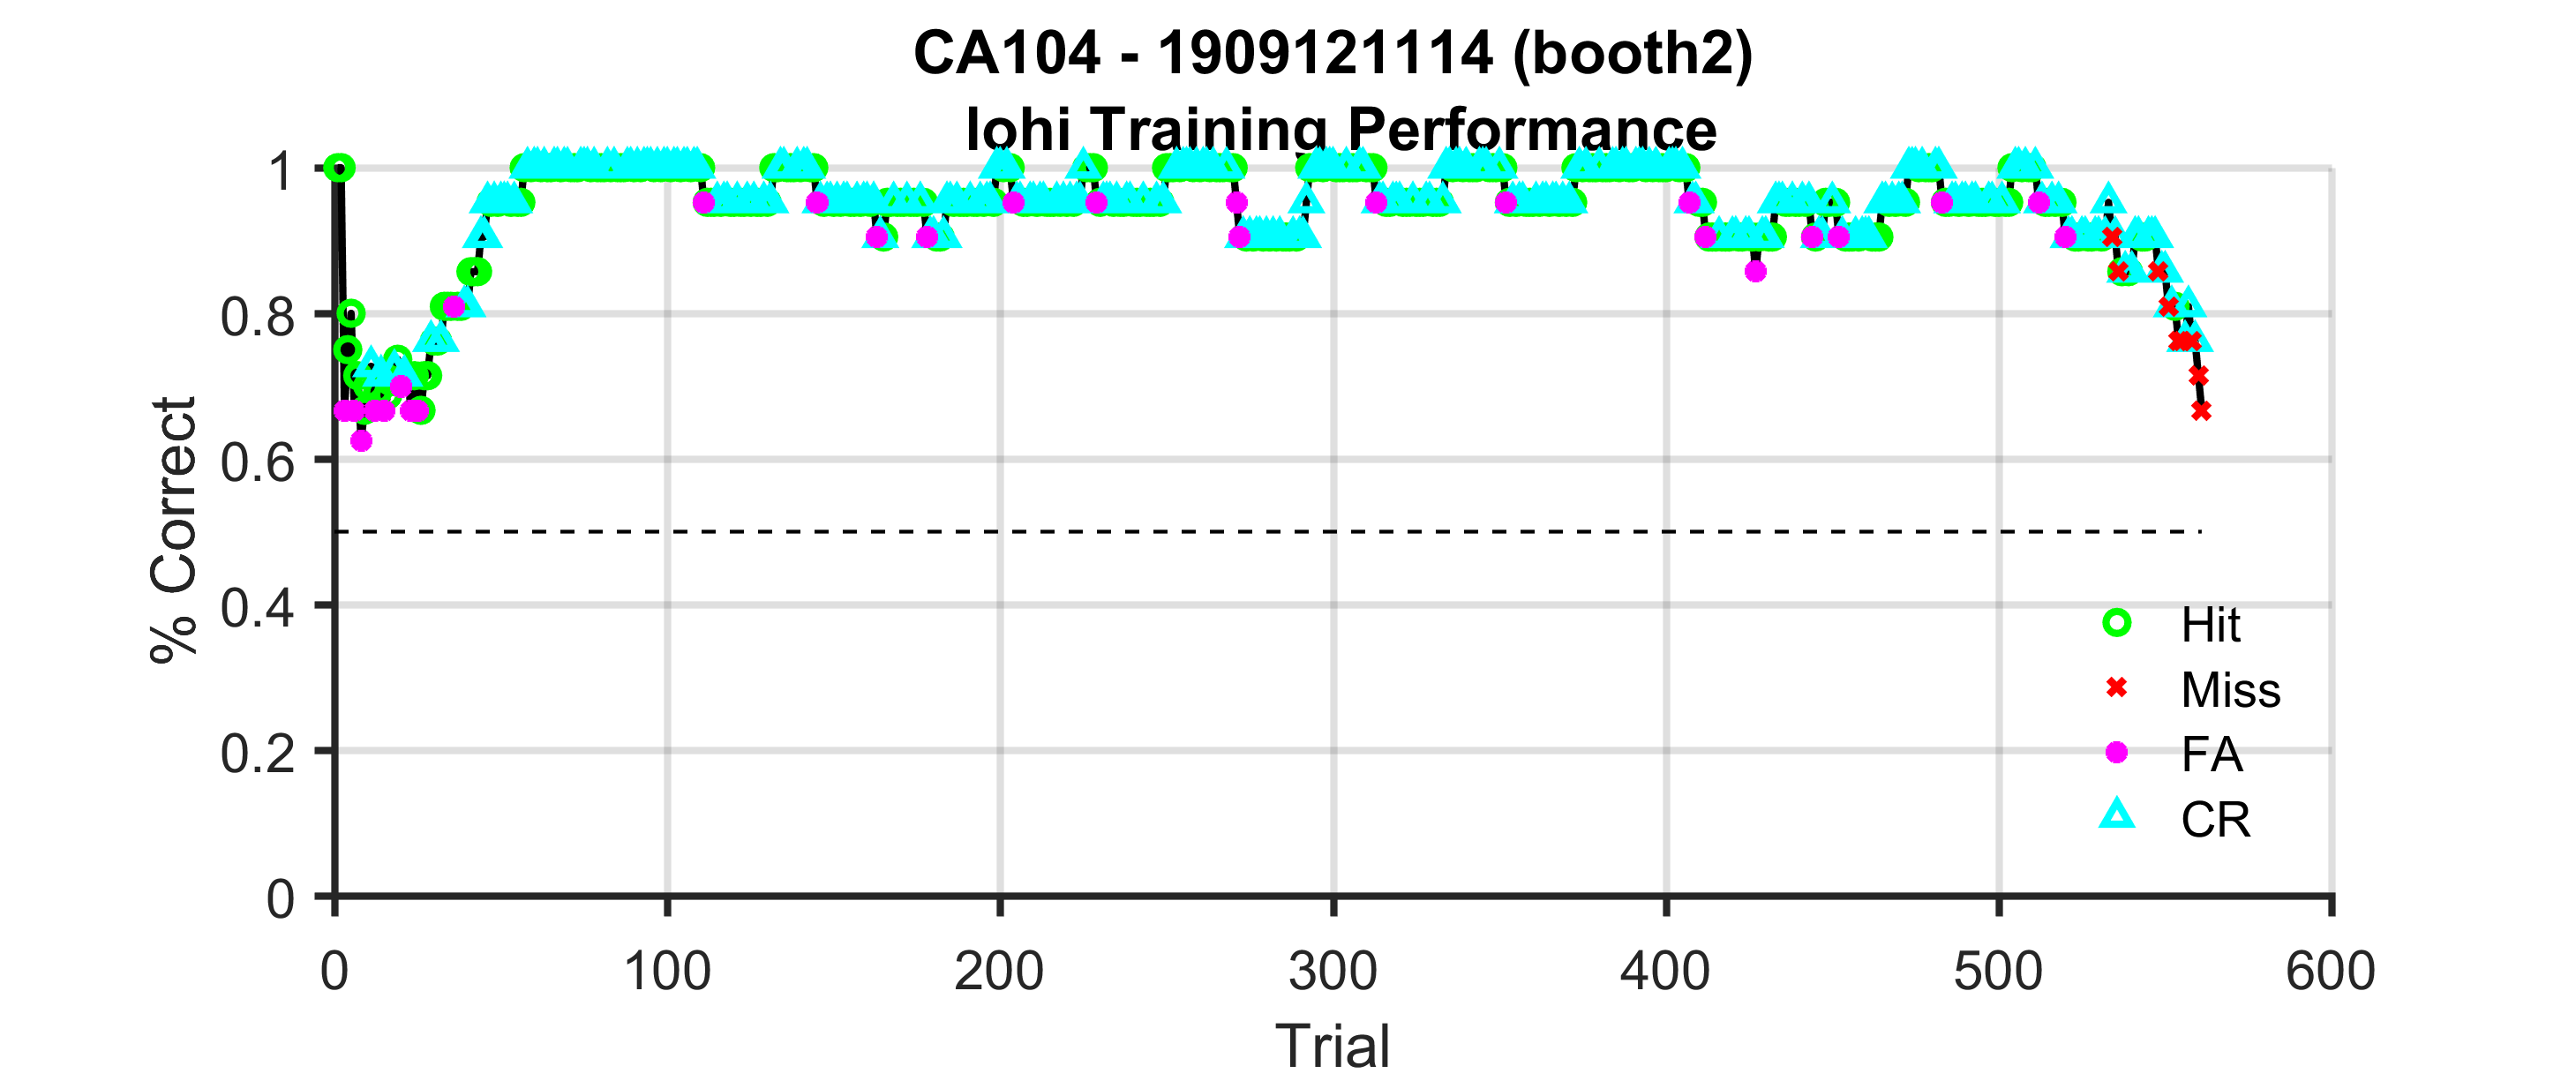 CA104 - 1909121114 (booth2)
lohi Training Performance
% Correct
1
0.8
0.6
0.4
0.2
0
0 100 200 300 400 500 600
Trial
Hit
Miss
FA
CR